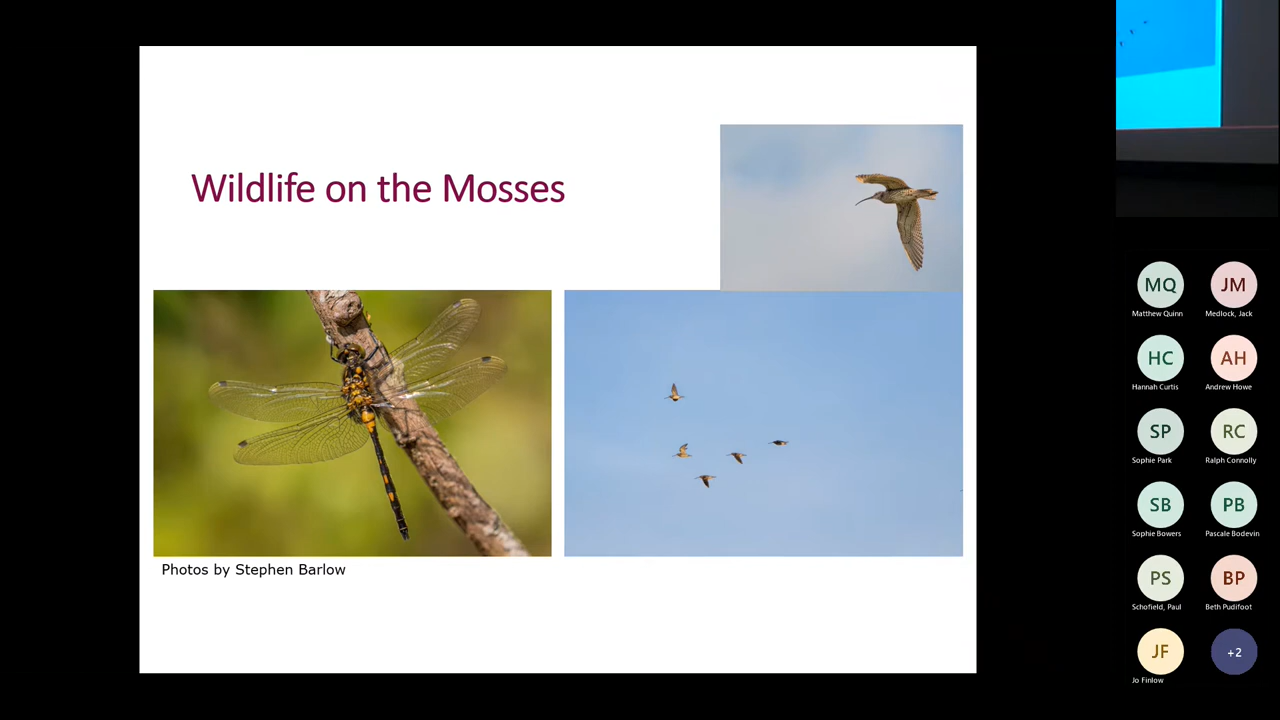 Wildlife on the Mosses
Photos by Stephen Barlow
MQ
Matthew Quinn
JM
Medlock, Jack
HC
Hannah Curtis
AH
Andrew Howe
SP
Sophie Park
RC
Ralph Connolly
SB
Sophie Bowers
PB
Pascale Bodevin
PS
Schofield, Paul
BP
Beth Pudifoot
JF
Jo Finlow
+2